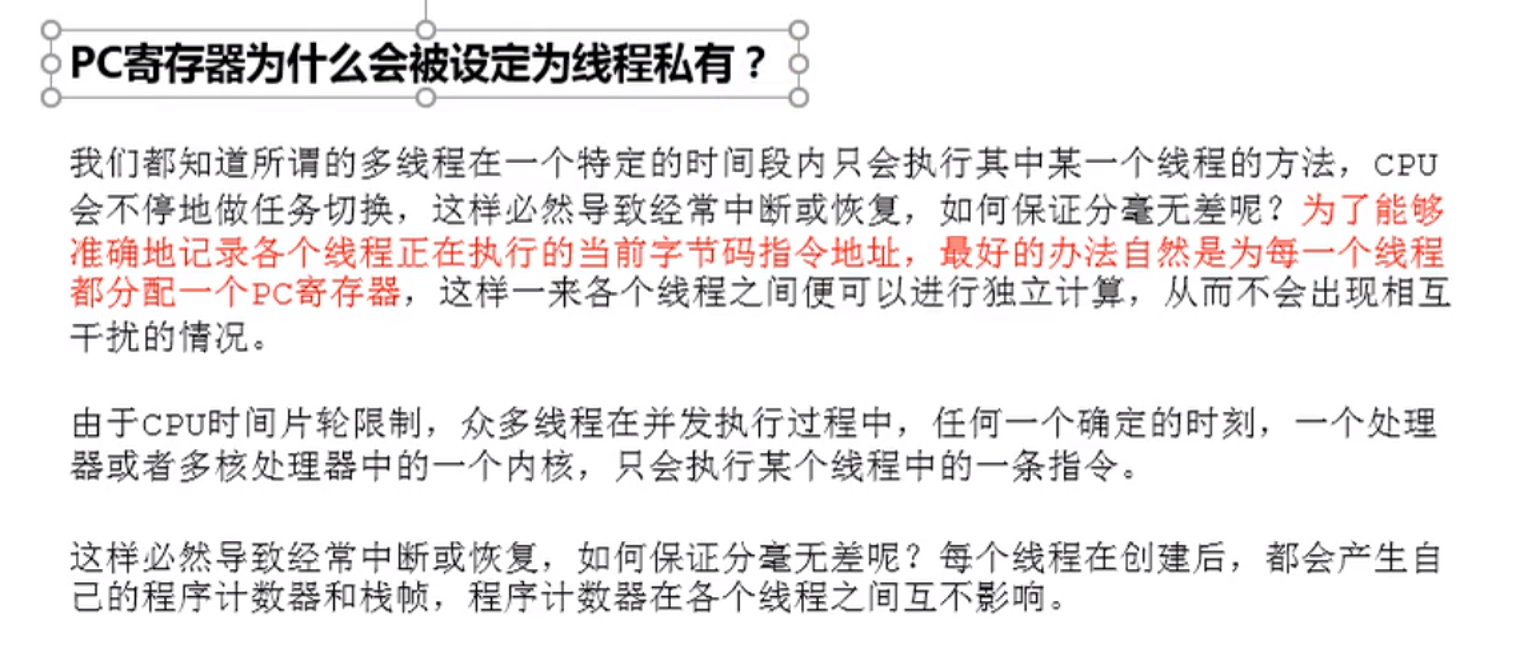 PC寄存器为什么会被设定为线程私有？
我们都知道所谓的多线程在一个特定的时间段内只会执行其中某一个线程的方法，CPU
会不停地做任务切换，这样必然导致经常中断或恢复，如何保证分毫无差呢？为了能够
准确地记录各个线程正在执行的当前字节码指令地址，最好的办法自然是为每一个线程
都分配一个PC寄存器，这样一来各个线程之间便可以进行独立计算，从而不会出现相互
干扰的情况。
由于CPU时间片轮限制，众多线程在并发执行过程中，任何一个确定的时刻，一个处理
器或者多核处理器中的一个内核，只会执行某个线程中的一条指令。
这样必然导致经常中断或恢复，如何保证分毫无差呢？每个线程在创建后，都会产生自
己的程序计数器和栈帧，程序计数器在各个线程之间互不影响。